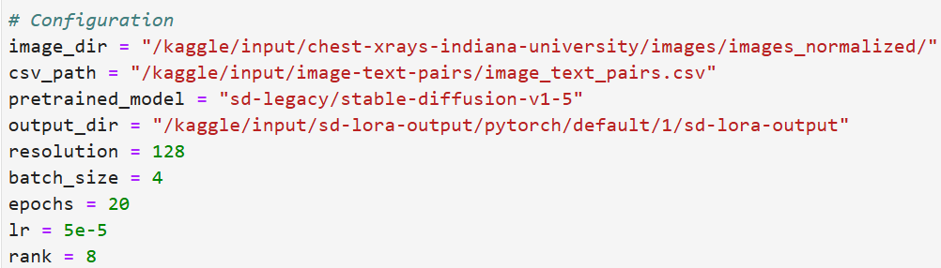 # Configuration
image_dir = "/kaggle/input/chest-xrays-indiana-university/images/images_normalized/"
csv_path = "/kaggle/input/image-text-pairs/image_text_pairs.csv"
pretrained_model = "sd-legacy/stable-diffusion-v1-5"
output_dir = "/kaggle/input/sd-lora-output/pytorch/default/1/sd-lora-output"
resolution = 128
batch_size = 4
epochs = 20
lr = 5e-5
rank = 8